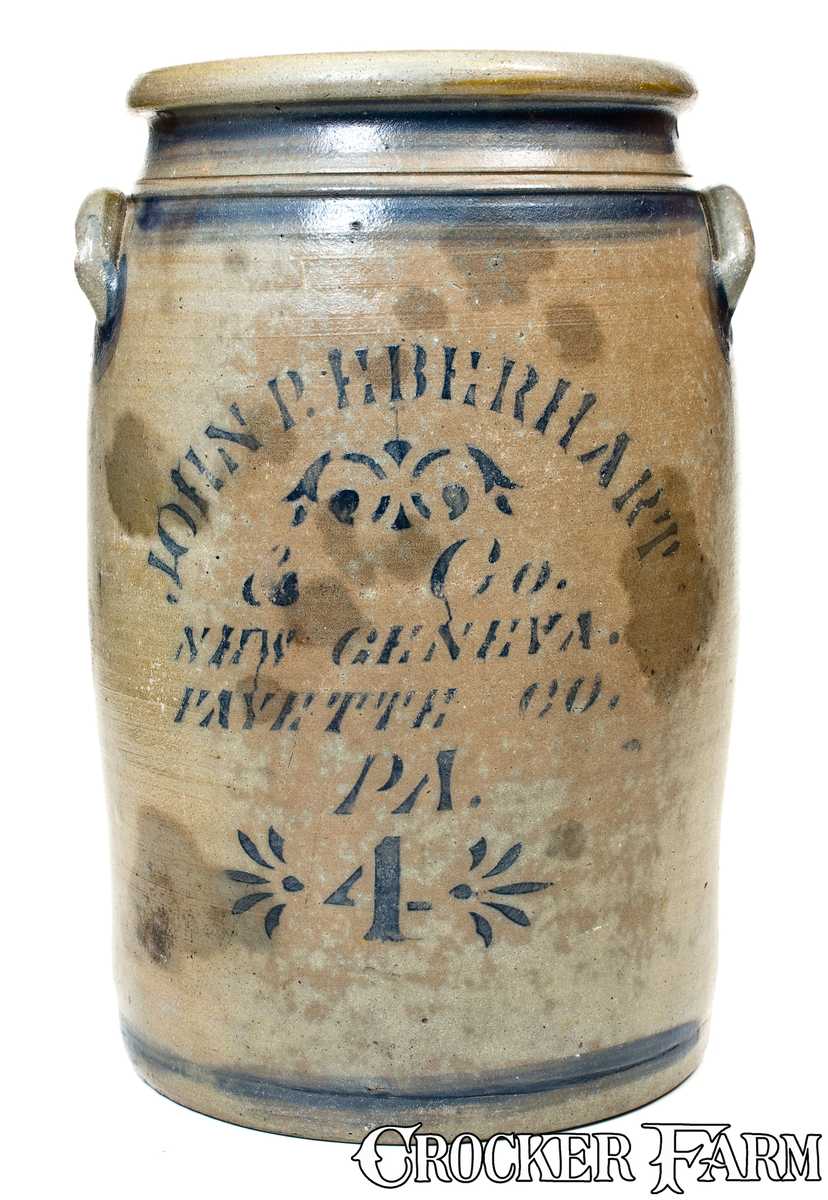 JOHN P. EBERHART
& Co.
NEW GENEVA.
FAYETTE CO.
PA.
4
CROCKER FARM